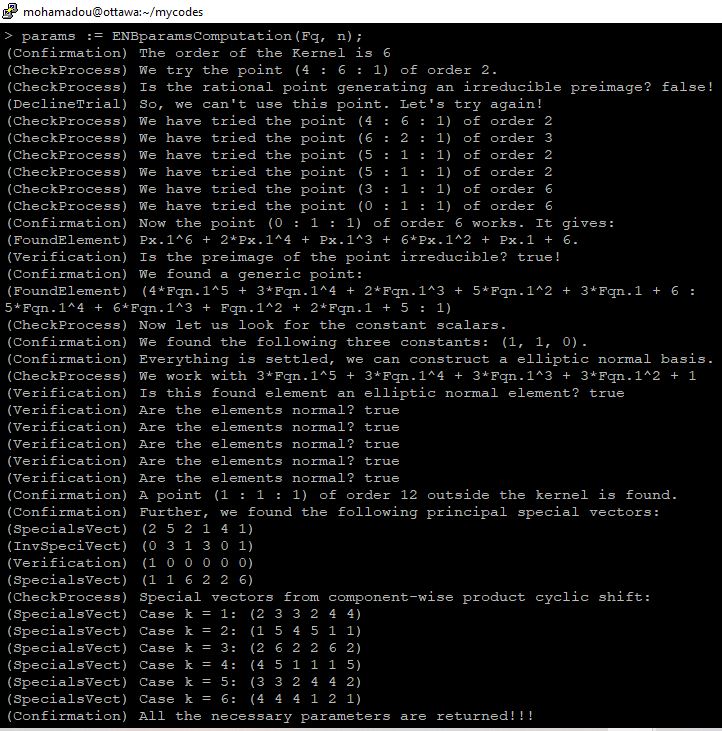 mohamadou@ottawa:~/mycodes
> params := ENBparamsComputation(Fq, n);
(Confirmation) The order of the Kernel is 6
(CheckProcess) We try the point (4 : 6 : 1) of order 2.
(CheckProcess) Is the rational point generating an irreducible preimage? false!
(DeclineTrial) So, we can't use this point. Let's try again!
(CheckProcess) We have tried the point (4 : 6 : 1) of order 2
(CheckProcess) We have tried the point (6 : 2 : 1) of order 3
(CheckProcess) We have tried the point (5 : 1 : 1) of order 2
(CheckProcess) We have tried the point (5 : 1 : 1) of order 2
(CheckProcess) We have tried the point (3 : 1 : 1) of order 6
(CheckProcess) We have tried the point (0 : 1 : 1) of order 6
(Confirmation) Now the point (0 : 1 : 1) of order 6 works. It gives:
(FoundElement) Px.1^6 + 2*Px.1^4 + Px.1^3 + 6*Px.1^2 + Px.1 + 6.
(Verification) Is the preimage of the point irreducible? true!
(Confirmation) We found a generic point:
(FoundElement) (4*Fqn.1^5 + 3*Fqn.1^4 + 2*Fqn.1^3 + 5*Fqn.1^2 + 3*Fqn.1 + 6 :
5*Fqn.1^4 + 6*Fqn.1^3 + Fqn.1^2 + 2*Fqn.1 + 5 : 1)
(CheckProcess) Now let us look for the constant scalars.
(Confirmation) We found the following three constants: (1, 1, 0).
(Confirmation) Everything is settled, we can construct a elliptic normal basis.
(CheckProcess) We work with 3*Fqn.1^5 + 3*Fqn.1^4 + 3*Fqn.1^3 + 3*Fqn.1^2 + 1
(Verification) Is this found element an elliptic normal element? true
(Verification) Are the elements normal? true
(Verification) Are the elements normal? true
(Verification) Are the elements normal? true
(Verification) Are the elements normal? true
(Verification) Are the elements normal? true
(Confirmation) A point (1 : 1 : 1) of order 12 outside the kernel is found.
(Confirmation) Further, we found the following principal special vectors:
(SpecialsVect) (2 5 2 1 4 1)
(InvSpeciVect) (0 3 1 3 0 1)
(Verification) (1 0 0 0 0 0)
(SpecialsVect) (1 1 6 2 2 6)
(CheckProcess) Special vectors from component-wise product cyclic shift:
(SpecialsVect) Case k = 1: (2 3 3 2 4 4)
(SpecialsVect) Case k = 2: (1 5 4 5 1 1)
(SpecialsVect) Case k = 3: (2 6 2 2 6 2)
(SpecialsVect) Case k = 4: (4 5 1 1 1 5)
(SpecialsVect) Case k = 5: (3 3 2 4 4 2)
(SpecialsVect) Case k = 6: (4 4 4 1 2 1)
(Confirmation) All the necessary parameters are returned!!!